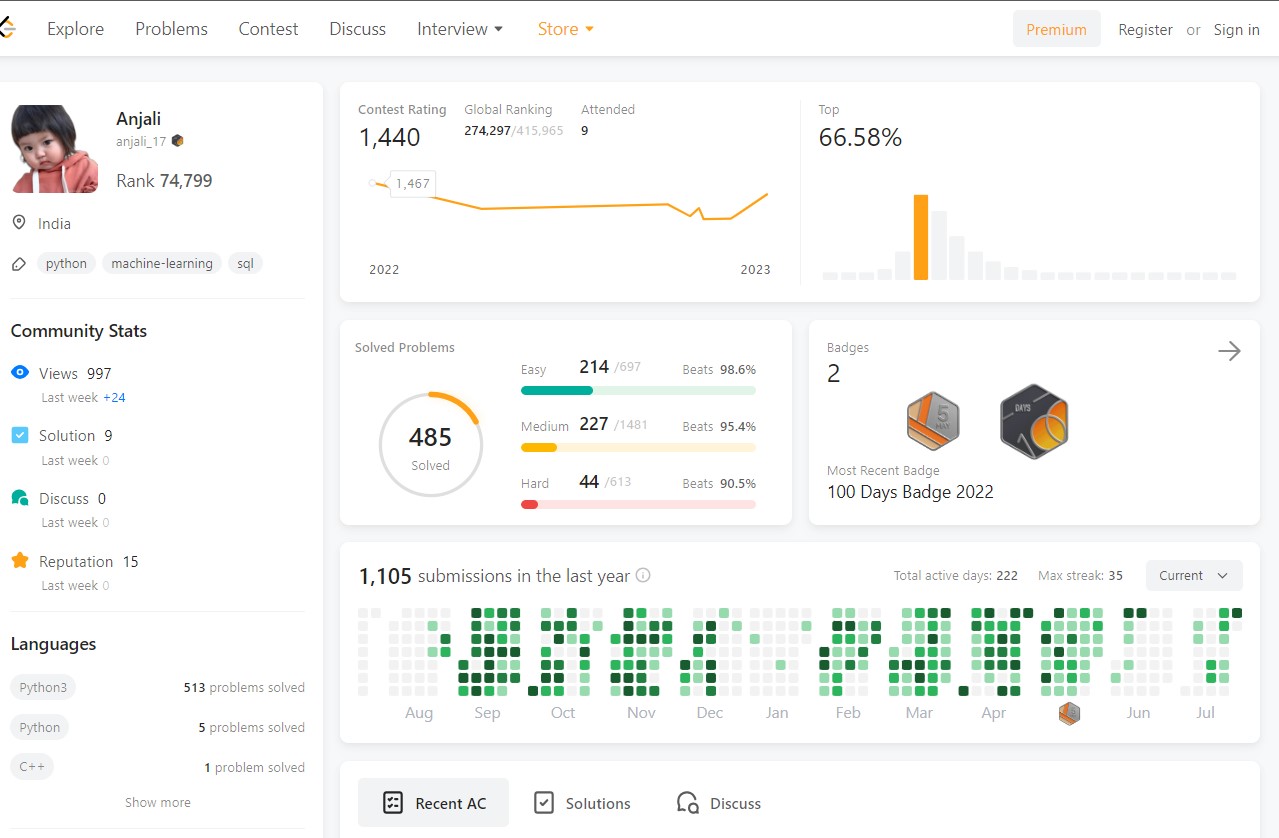 Explore Problems Contest Discuss Interview Store Premium Register or Sign in
Anjali
anjali_17
Rank 74,799
India
python machine-learning sql
Community Stats
Views 997
Last week +24
Solution 9
Last week 0
Discuss 0
Last week 0
Reputation 15
Last week 0
Languages
Python3 513 problems solved
Python 5 problems solved
C++ 1 problem solved
Show more
Contest Rating Global Ranking Attended
1,440 274,297/415,965 9
1,467
2022 2023
Top
66.58%
Solved Problems
485
Solved
Easy 214 /697 Beats 98.6%
Medium 227 /1481 Beats 95.4%
Hard 44 /613 Beats 90.5%
Badges
2
5
MAY
DAYS
Most Recent Badge
100 Days Badge 2022
1,105 submissions in the last year Total active days: 222 Max streak: 35 Current
Aug Sep Oct Nov Dec Jan Feb Mar Apr Jun Jul
Recent AC Solutions Discuss